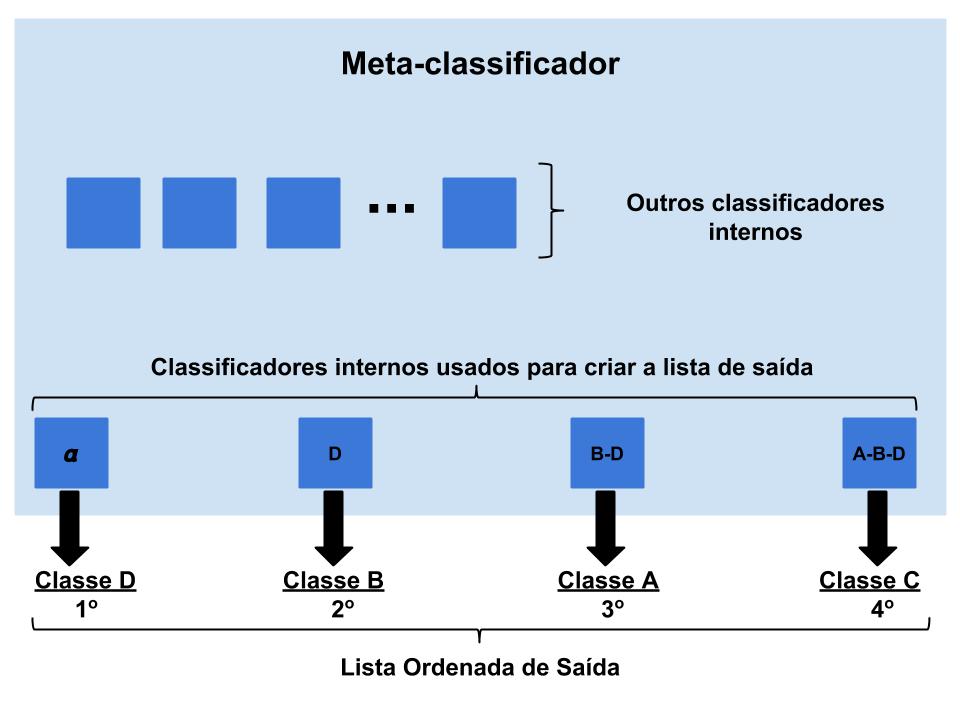 Meta-classificador
...
Outros classificadores
internos
Classificadores internos usados para criar a lista de saída
α
D
B-D
A-B-D
Classe D
1º
Classe B
2º
Classe A
3º
Classe C
4º
Lista Ordenada de Saída